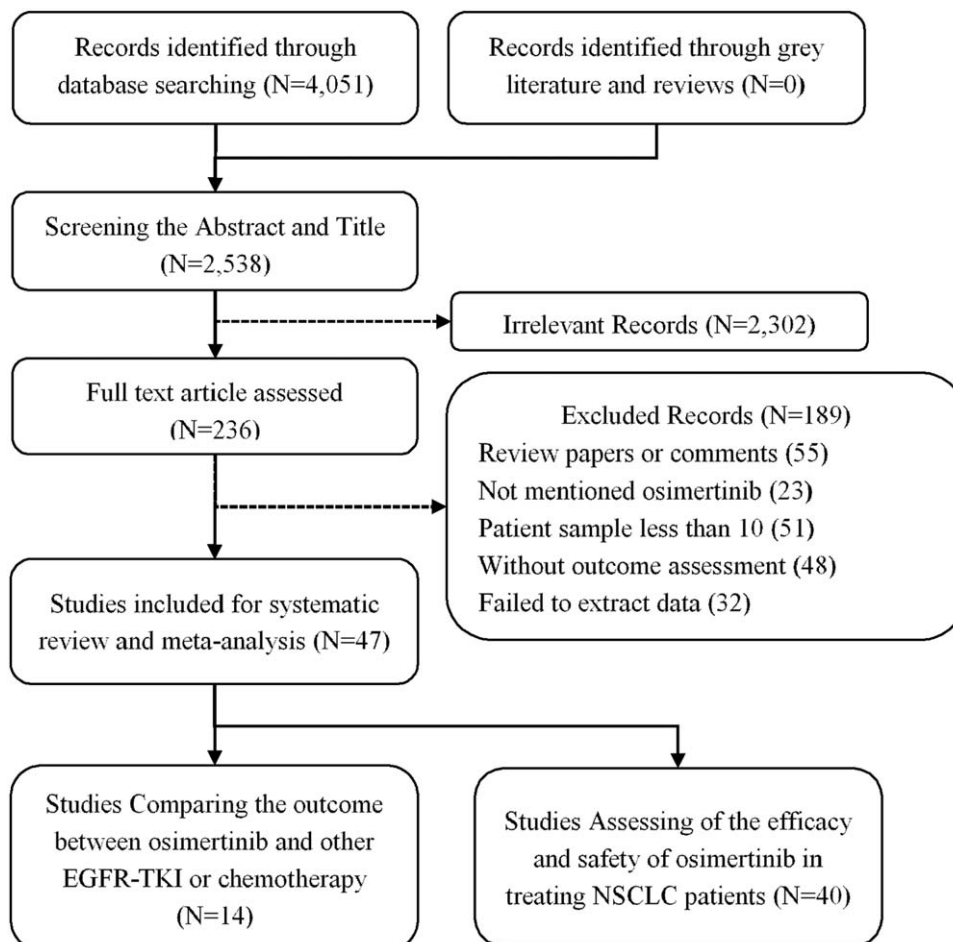 Records identified through
database searching (N=4,051)
Records identified through grey
literature and reviews (N=0)
Screening the Abstract and Title
(N=2,538)
Irrelevant Records (N=2,302)
Full text article assessed
(N=236)
Excluded Records (N=189)
Review papers or comments (55)
Not mentioned osimertinib (23)
Patient sample less than 10 (51)
Without outcome assessment (48)
Failed to extract data (32)
Studies included for systematic
review and meta-analysis (N=47)
Studies Comparing the outcome
between osimertinib and other
EGFR-TKI or chemotherapy
(N=14)
Studies Assessing of the efficacy
and safety of osimertinib in
treating NSCLC patients (N=40)